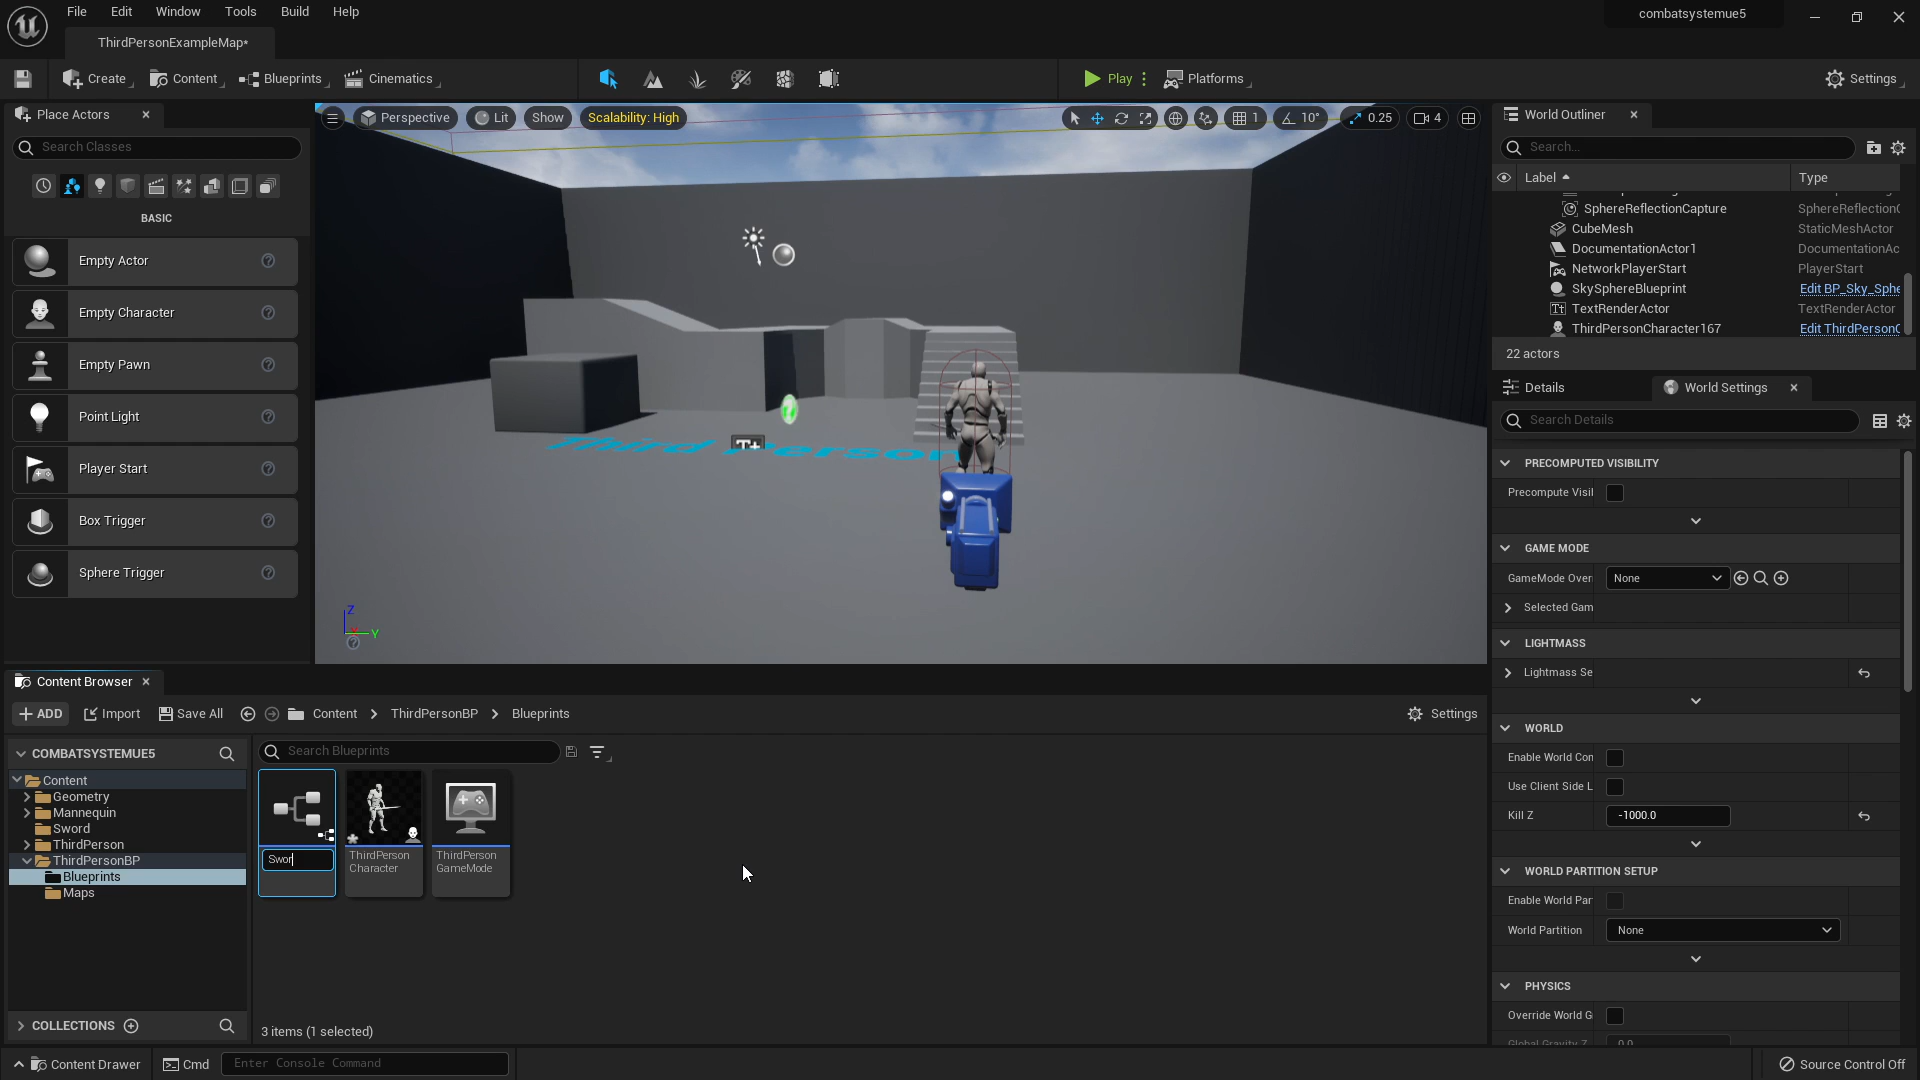 File Edit Window Tools Build Help
combatsystemue5
ThirdPersonExampleMap*
Create Content Blueprints Cinematics Play Platforms Settings
Place Actors
Search Classes
BASIC
Empty Actor
Empty Character
Empty Pawn
Point Light
Player Start
Box Trigger
Sphere Trigger
Perspective Lit Show Scalability: High 1 10° 0.25 4
Third Person
Z
Y
World Outliner
Search...
Label Type
SphereReflectionCapture SphereReflectionC
CubeMesh StaticMeshActor
DocumentationActor1 DocumentationAc
NetworkPlayerStart PlayerStart
SkySphereBlueprint Edit BP_Sky_Sphe
TextRenderActor TextRenderActor
ThirdPersonCharacter167 Edit ThirdPersonC
22 actors
Details World Settings
Search Details
PRECOMPUTED VISIBILITY
Precompute Visil
GAME MODE
GameMode Over None
Selected Gam
LIGHTMASS
Lightmass Se
WORLD
Enable World Con
Use Client Side L
Kill Z -1000.0
WORLD PARTITION SETUP
Enable World Par
World Partition None
PHYSICS
Override World G
Global Gravity Z 0.0
Content Browser
ADD Import Save All Content ThirdPersonBP Blueprints Settings
COMBATSYSTEMUE5
Search Blueprints
Content
Geometry
Mannequin
Sword
ThirdPerson
ThirdPersonBP
Blueprints
Maps
Swor
ThirdPerson
Character
ThirdPerson
GameMode
COLLECTIONS
3 items (1 selected)
Content Drawer Cmd Enter Console Command Source Control Off